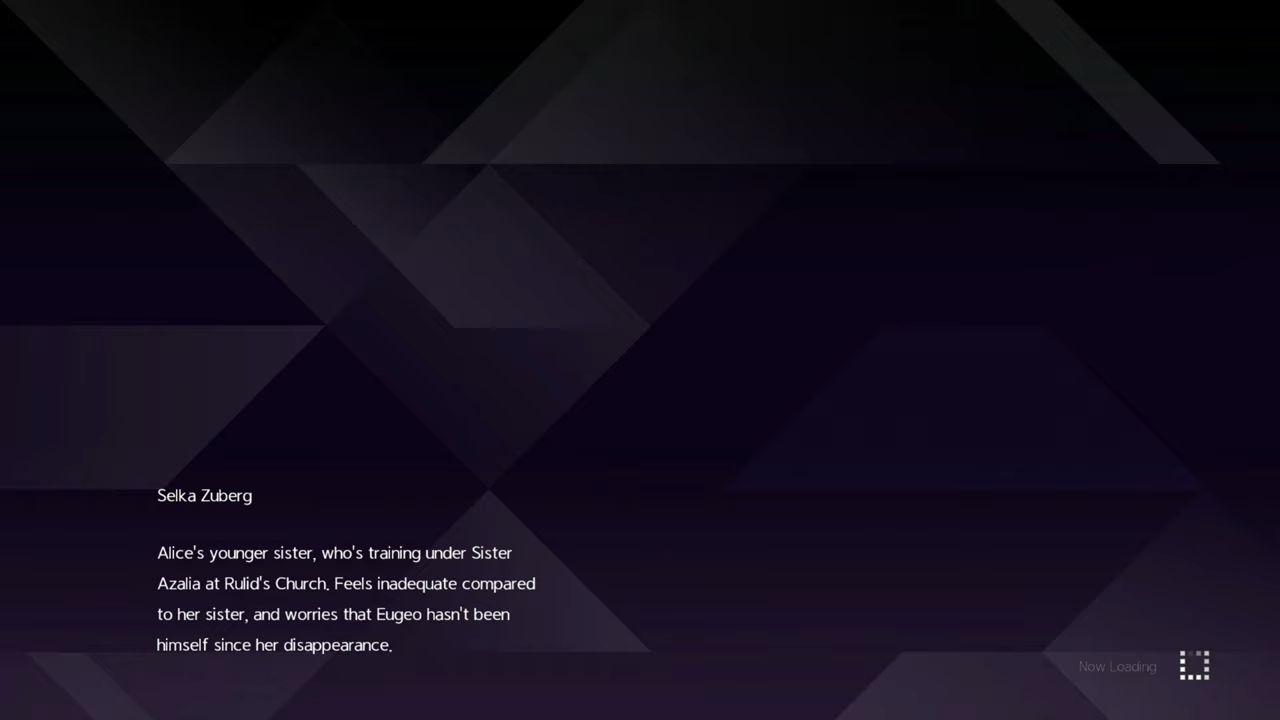 Selka Zuberg
Alice's younger sister, who's training under Sister
Azalia at Rulid's Church. Feels inadequate compared
to her sister, and worries that Eugeo hasn't been
himself since her disappearance.
Now Loading